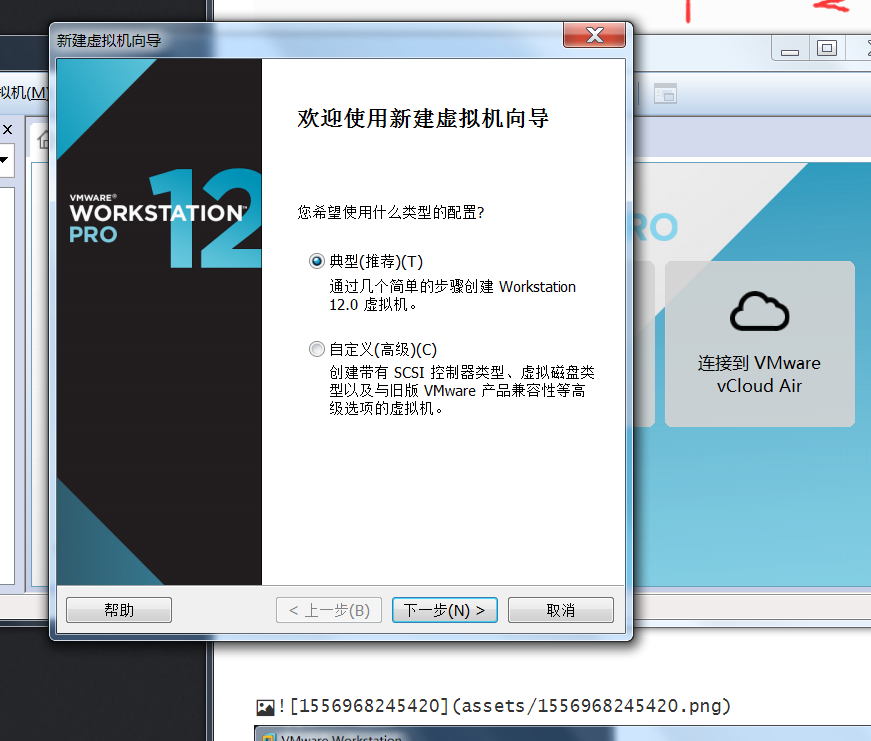 新建虚拟机向导
拟机(M)
欢迎使用新建虚拟机向导
VMWARE®
WORKSTATION™
PRO
12
您希望使用什么类型的配置?
典型(推荐)(T)
通过几个简单的步骤创建 Workstation
12.0 虚拟机。
自定义(高级)(C)
创建带有 SCSI 控制器类型、虚拟磁盘类
型以及与旧版 VMware 产品兼容性等高
级选项的虚拟机。
RO
连接到 VMware
vCloud Air
帮助
< 上一步(B)
下一步(N) >
取消
![1556968245420](assets/1556968245420.png)
VMware Workstation